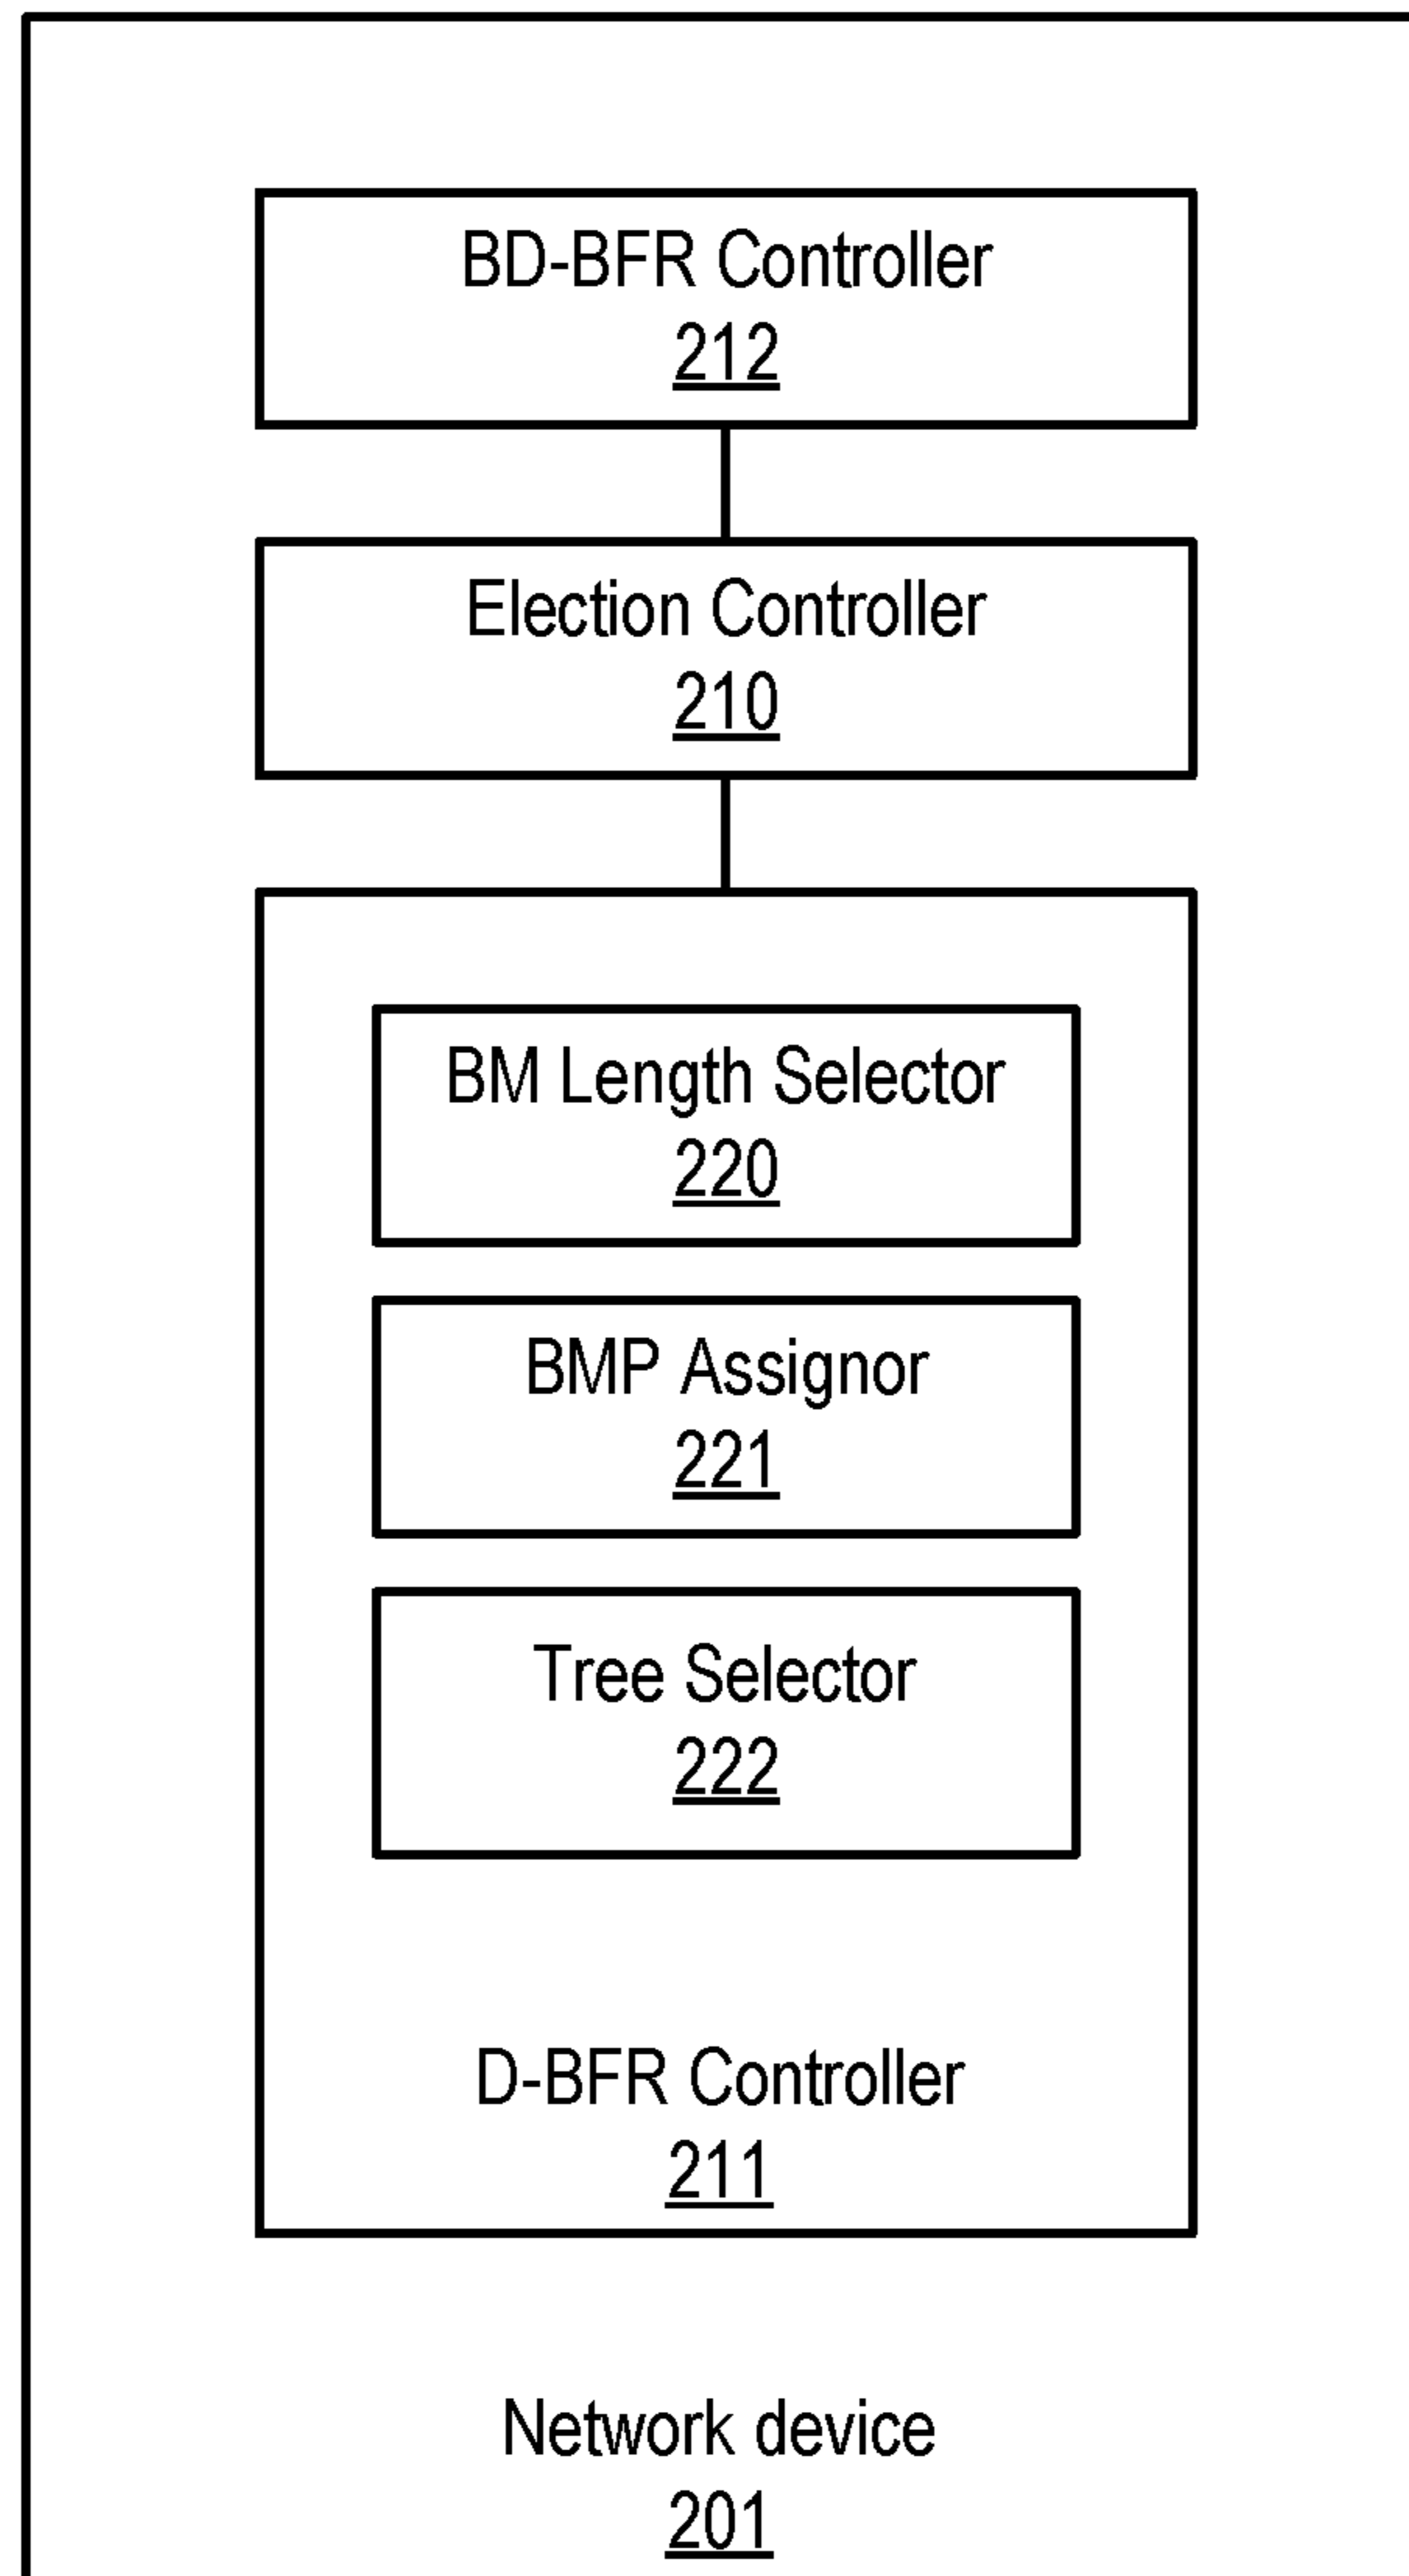 BD-BFR Controller
212
Election Controller
210
BM Length Selector
220
BMP Assignor
221
Tree Selector
222
D-BFR Controller
211
Network device
201